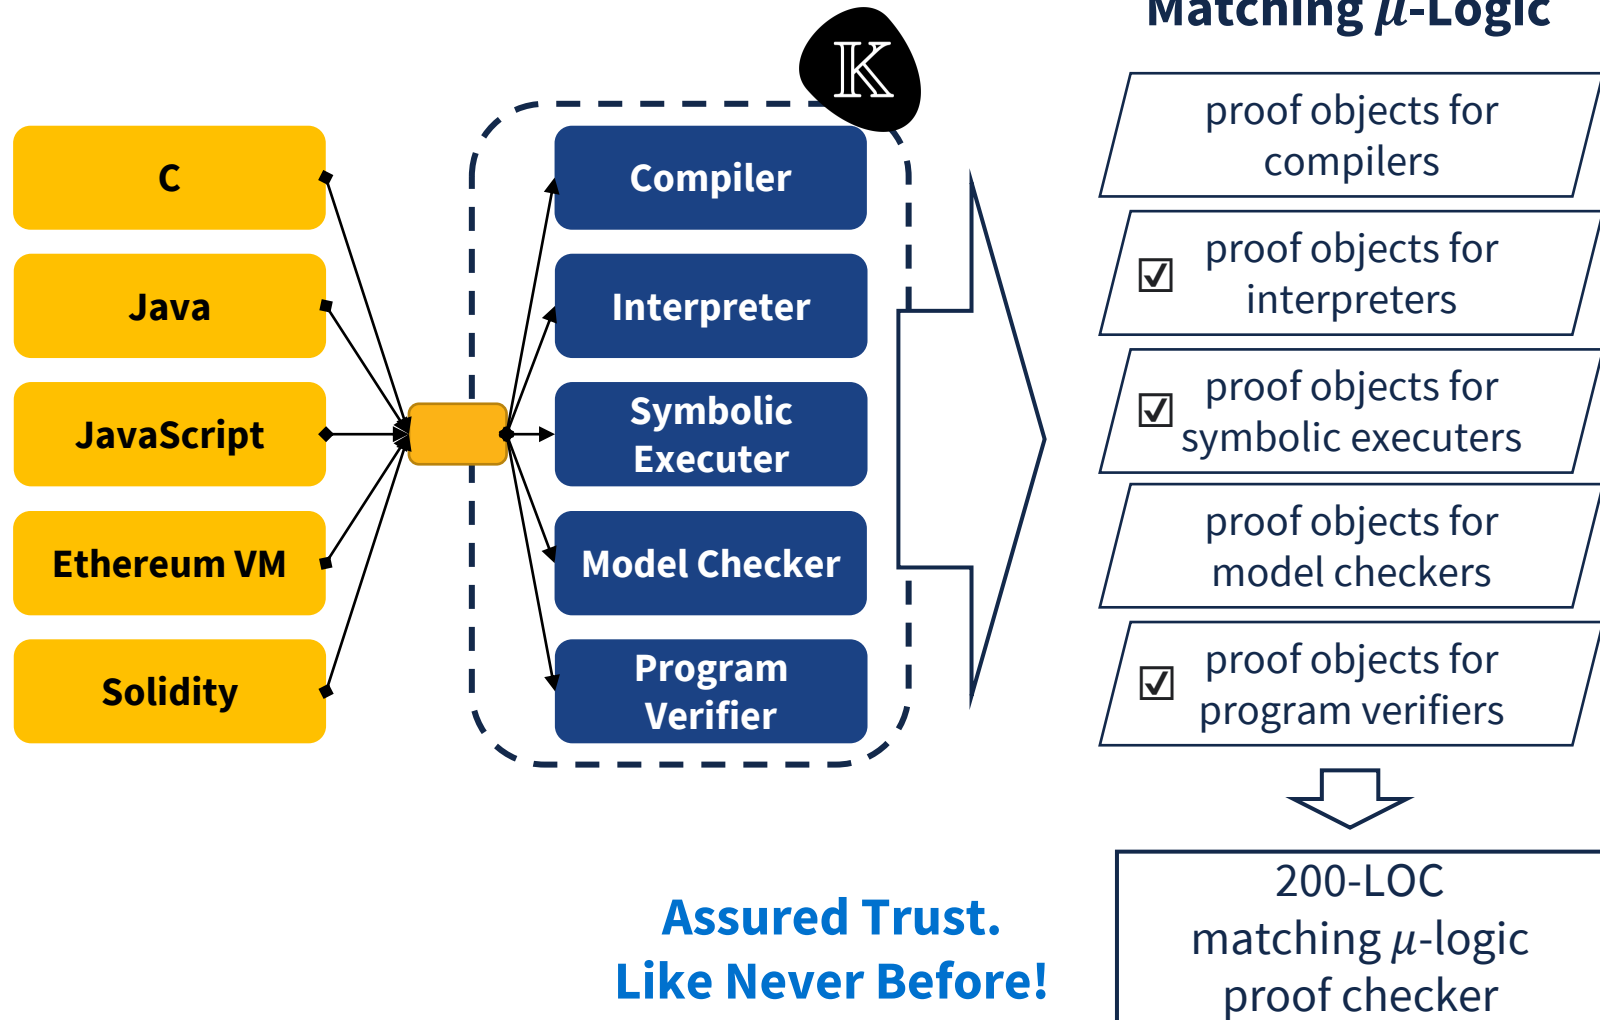 Matching μ-Logic
𝕂
C
Java
JavaScript
Ethereum VM
Solidity
Compiler
Interpreter
Symbolic
Executer
Model Checker
Program
Verifier
proof objects for
compilers
☑ proof objects for
interpreters
☑ proof objects for
symbolic executers
proof objects for
model checkers
☑ proof objects for
program verifiers
200-LOC
matching μ-logic
proof checker
Assured Trust.
Like Never Before!